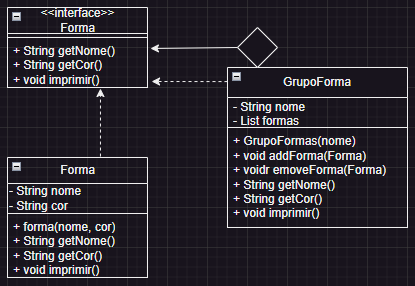 <<interface>>
Forma
+ String getNome()
+ String getCor()
+ void imprimir()
GrupoForma
- String nome
- List formas
+ GrupoFormas(nome)
+ void addForma(Forma)
+ voidr emoveForma(Forma)
+ String getNome()
+ String getCor()
+ void imprimir()
Forma
- String nome
- String cor
+ forma(nome, cor)
+ String getNome()
+ String getCor()
+ void imprimir()